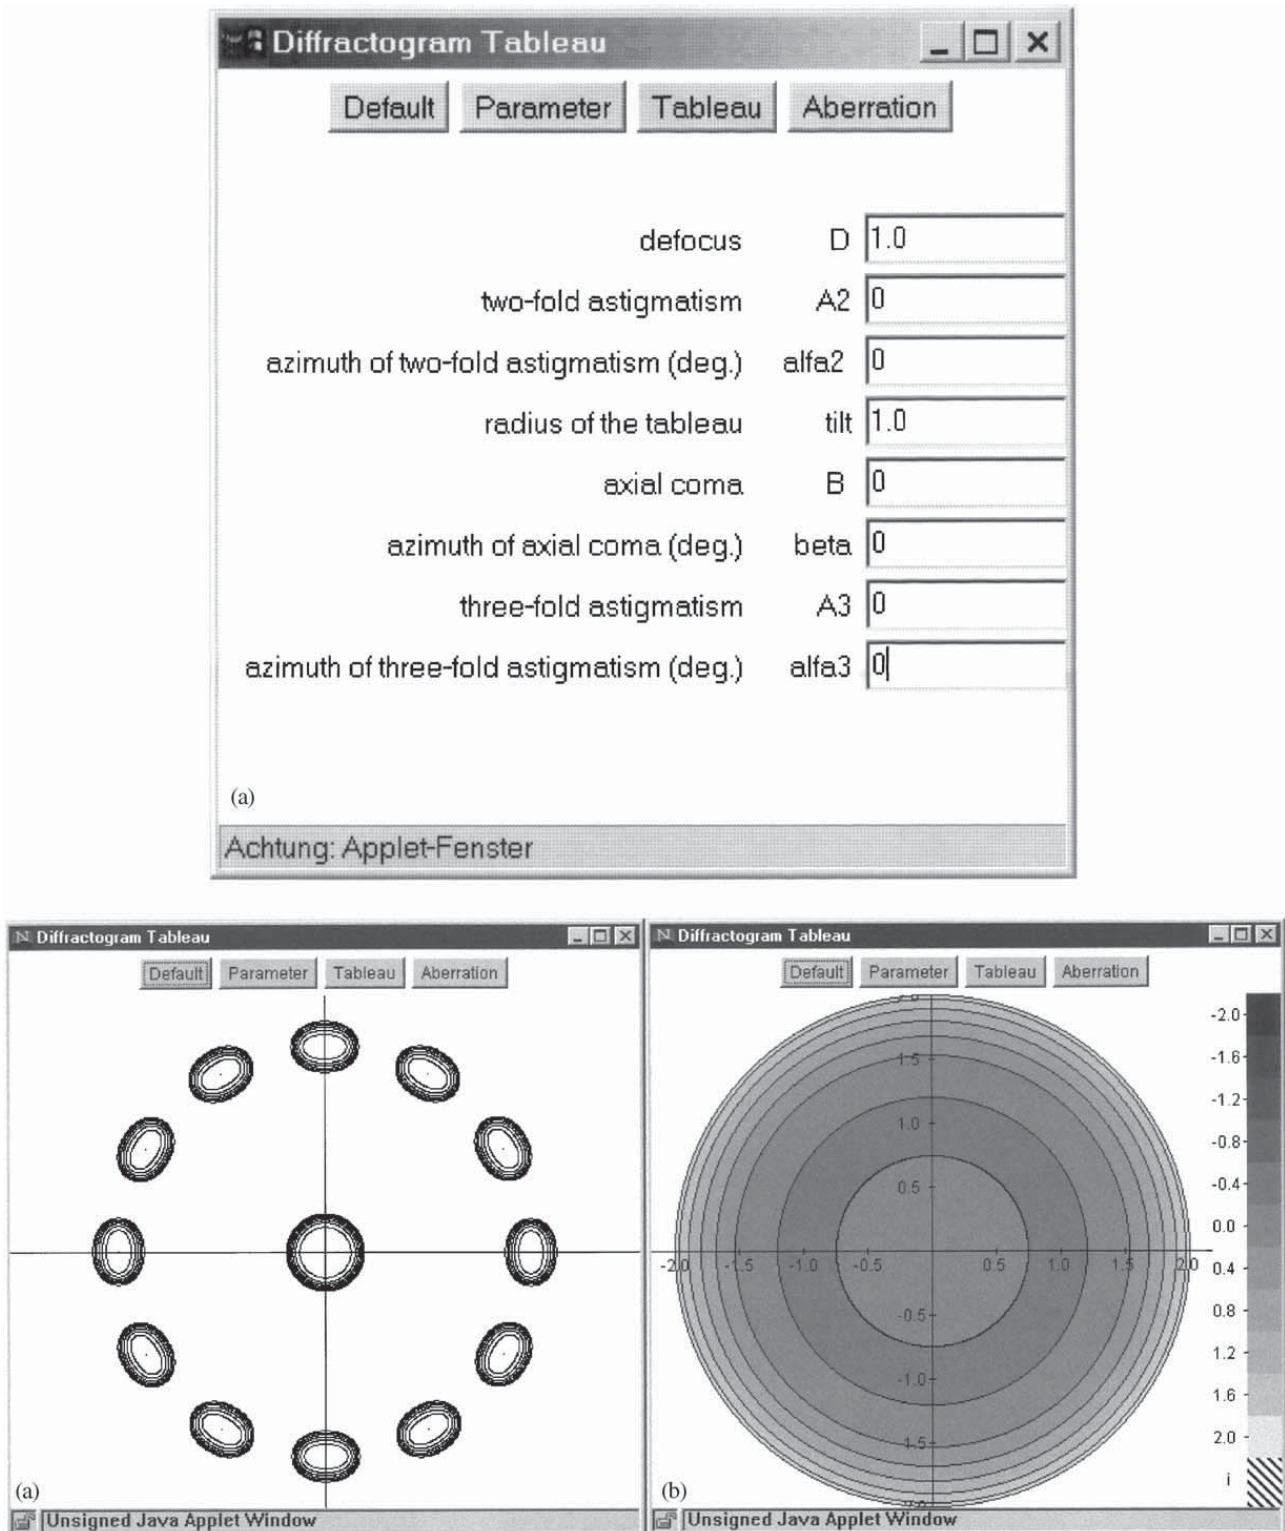 Diffractogram Tableau
Default Parameter Tableau Aberration
defocus D 1.0
two-fold astigmatism A2 0
azimuth of two-fold astigmatism (deg.) alfa2 0
radius of the tableau tilt 1.0
axial coma B 0
azimuth of axial coma (deg.) beta 0
three-fold astigmatism A3 0
azimuth of three-fold astigmatism (deg.) alfa3 0
(a)
Achtung: Applet-Fenster
N Diffractogram Tableau
Default Parameter Tableau Aberration
(a)
Unsigned Java Applet Window
N Diffractogram Tableau
Default Parameter Tableau Aberration
2.0
1.5
1.0
0.5
-2.0 -1.5 -1.0 -0.5 0.5 1.0 1.5 2.0
-0.5
-1.0
1.5
-2.0
-1.6
-1.2
-0.8
-0.4
0.0
0.4
0.8
1.2
1.6
2.0
i
(b)
Unsigned Java Applet Window